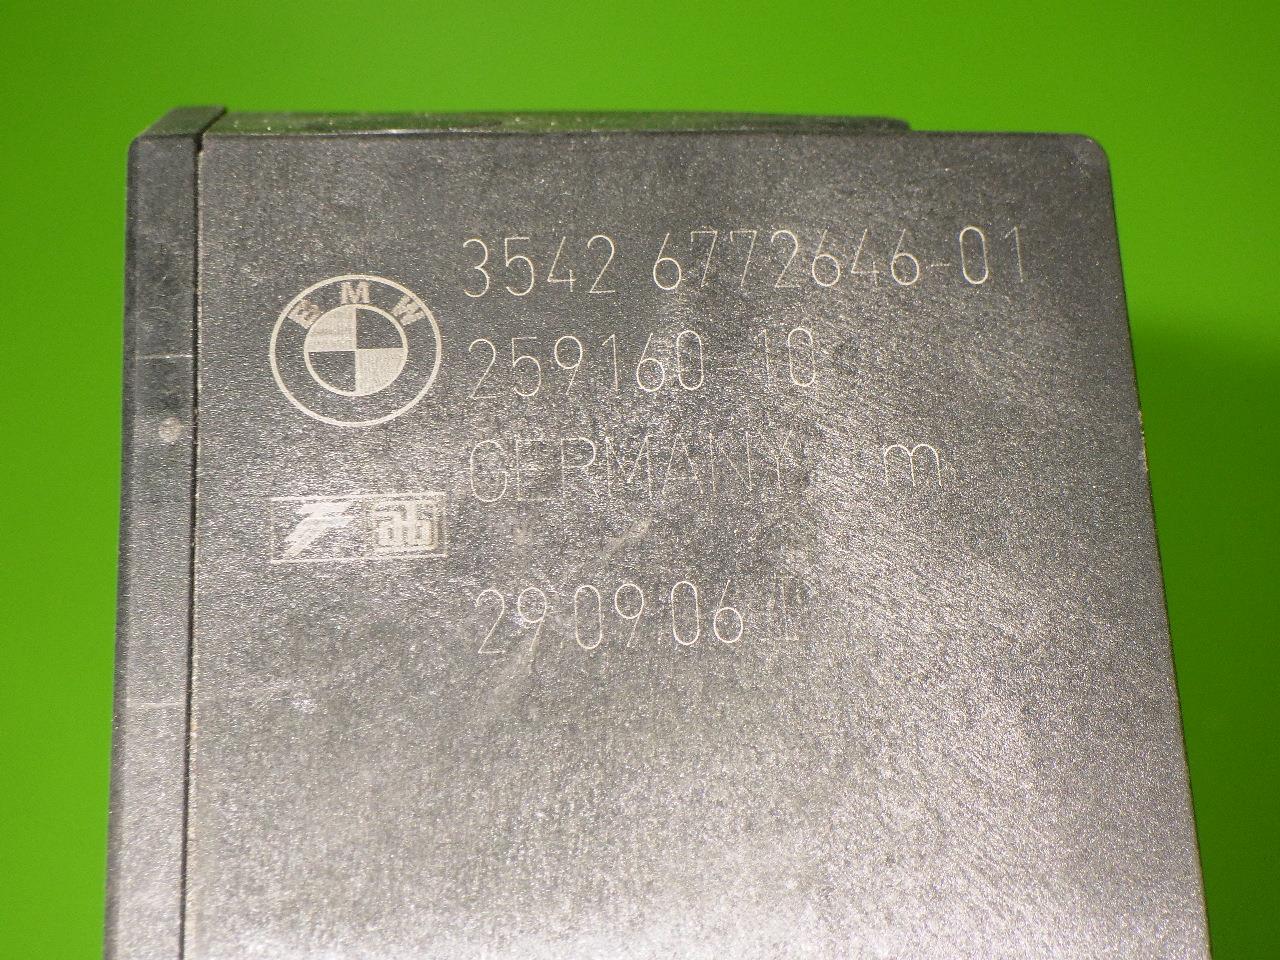 3542 6772646-01
BMW
259160-10
GERMANY m
ab
29.09.06